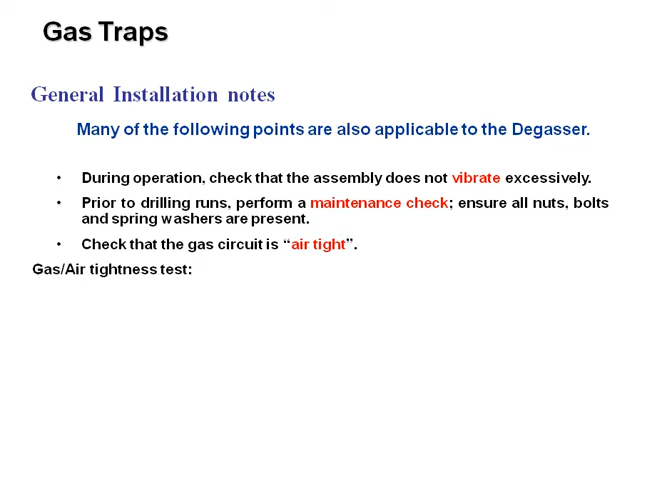 Gas Traps
General Installation notes
Many of the following points are also applicable to the Degasser.
• During operation, check that the assembly does not vibrate excessively.
• Prior to drilling runs, perform a maintenance check; ensure all nuts, bolts
and spring washers are present.
• Check that the gas circuit is “air tight”.
Gas/Air tightness test: